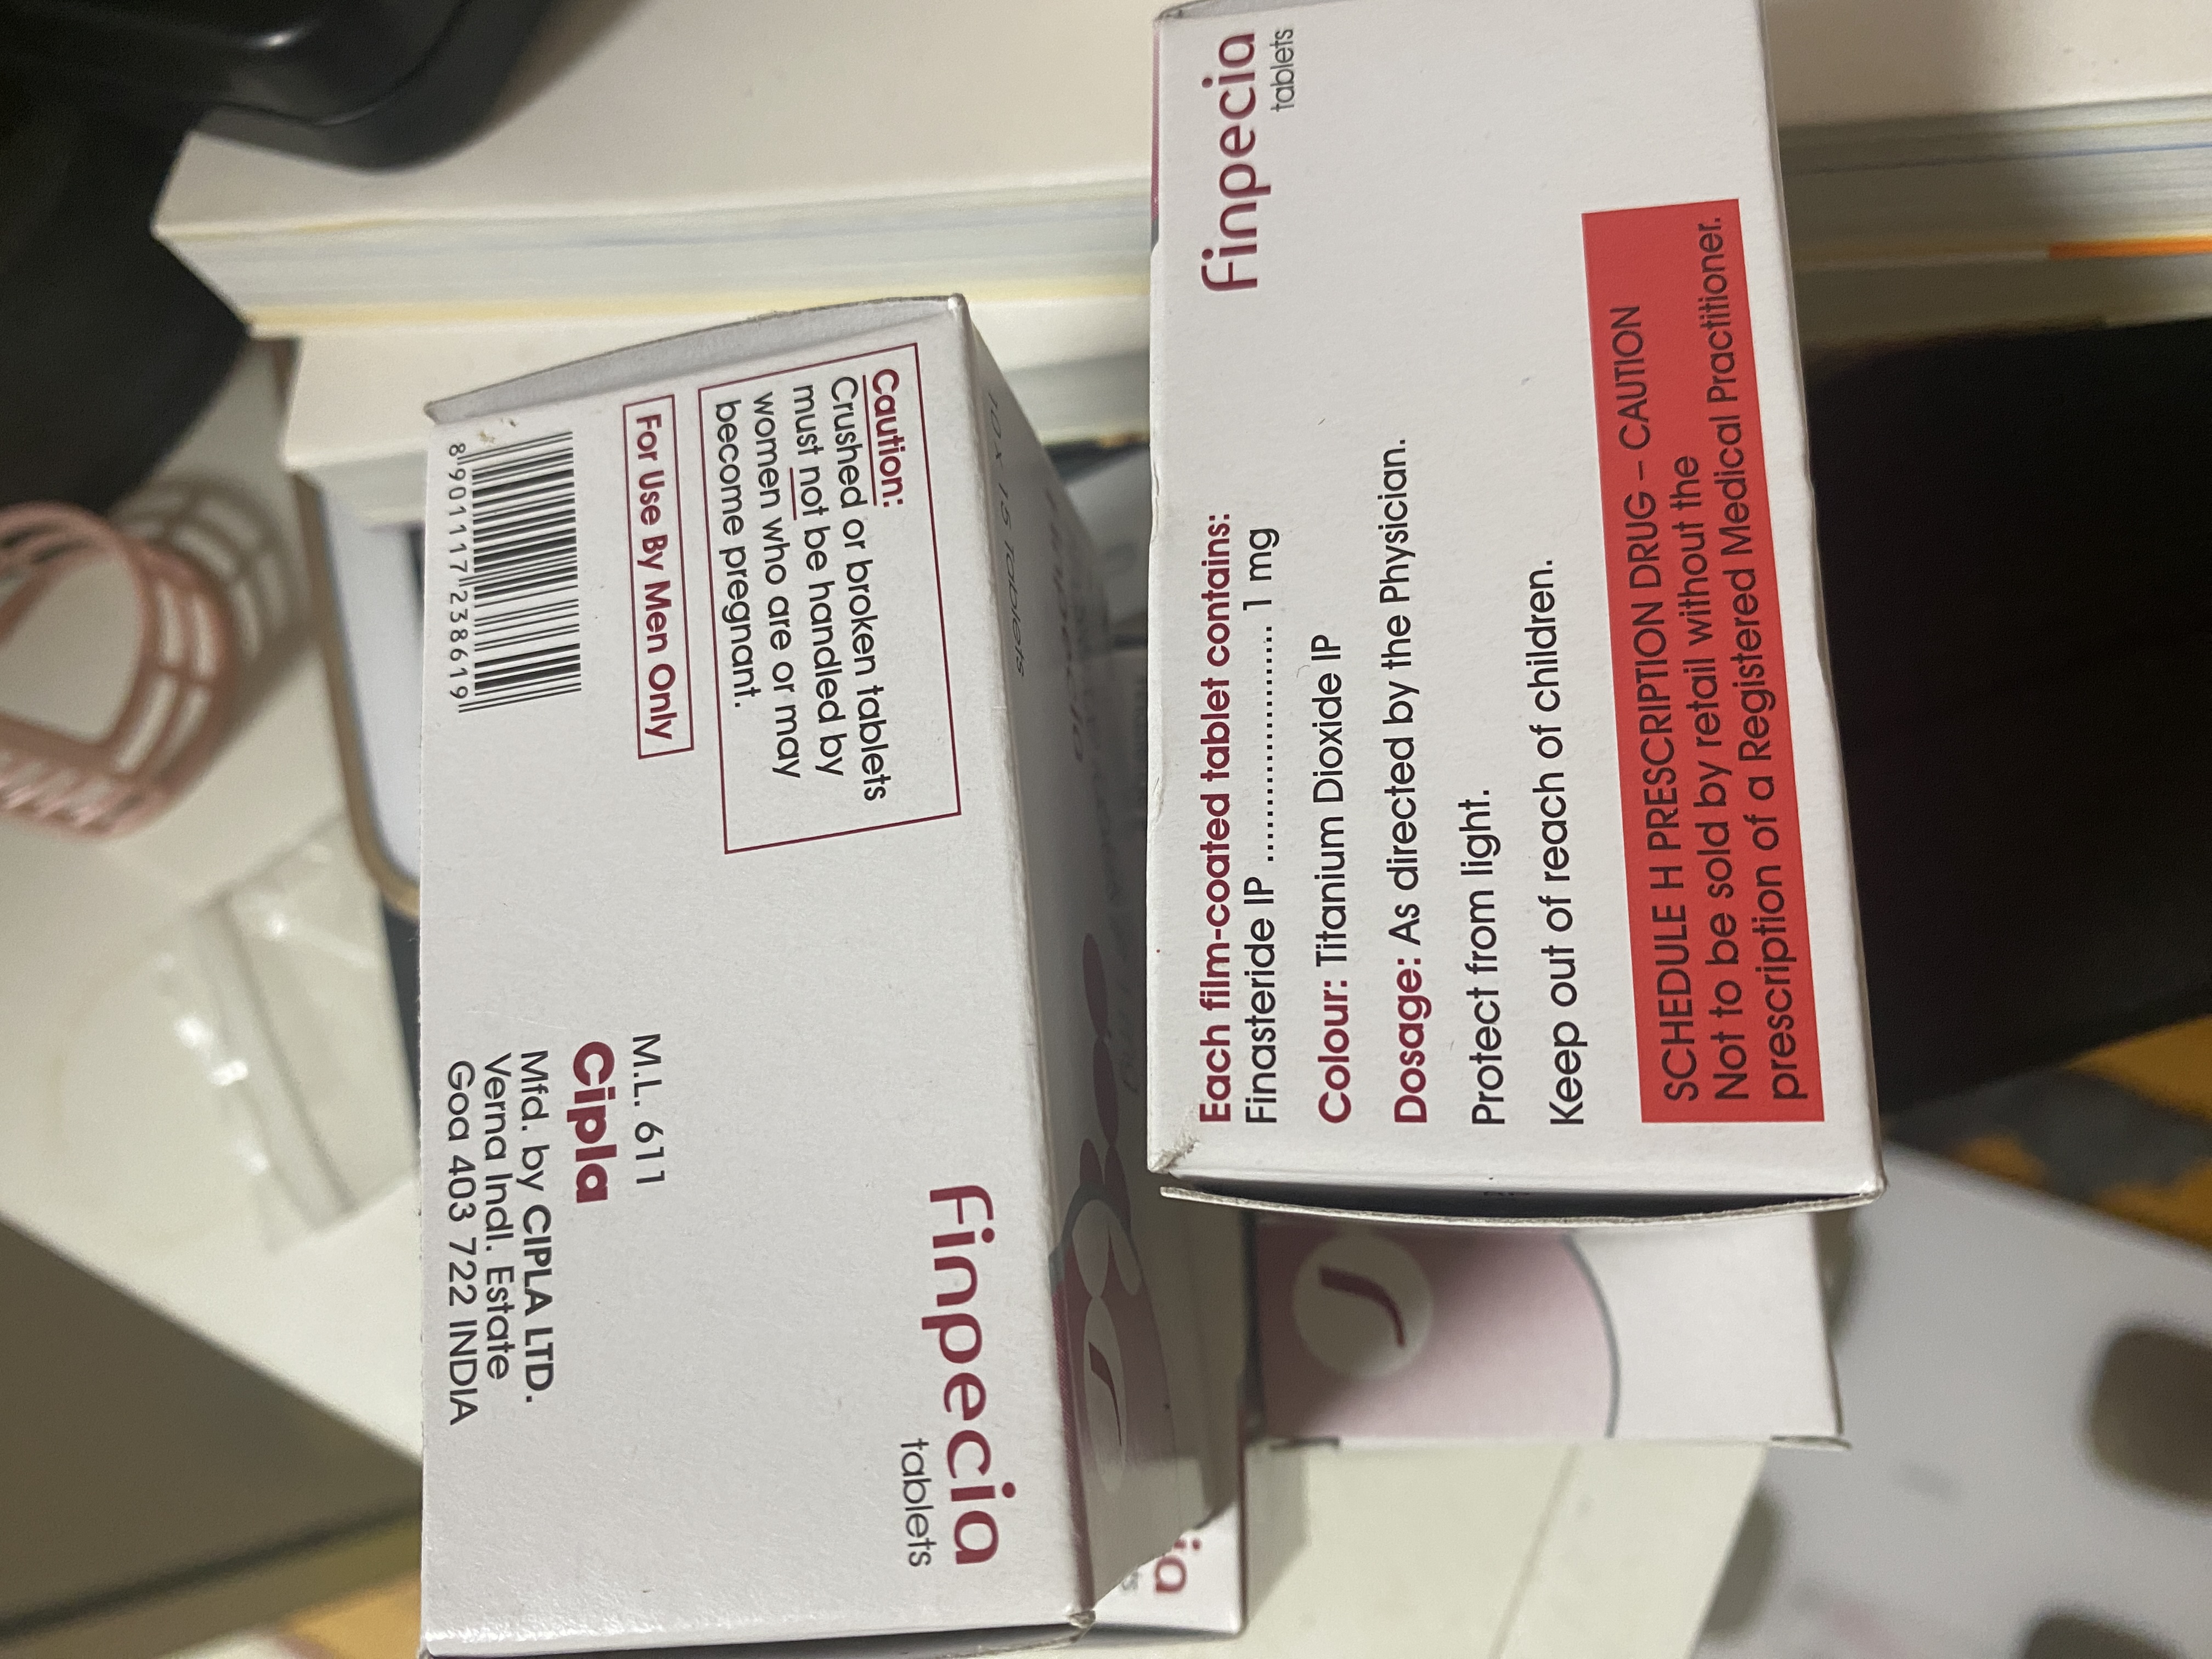 finpecia
tablets
Each film-coated tablet contains:
Finasteride IP ........................ 1 mg
Colour: Titanium Dioxide IP
Dosage: As directed by the Physician.
Protect from light.
Keep out of reach of children.
SCHEDULE H PRESCRIPTION DRUG – CAUTION
Not to be sold by retail without the
prescription of a Registered Medical Practitioner.
10 x 15 Tablets
Caution:
Crushed or broken tablets
must not be handled by
women who are or may
become pregnant.
For Use By Men Only
8 901117 238619
finpecia
tablets
M.L. 611
Cipla
Mfd. by CIPLA LTD.
Verna Indl. Estate
Goa 403 722 INDIA